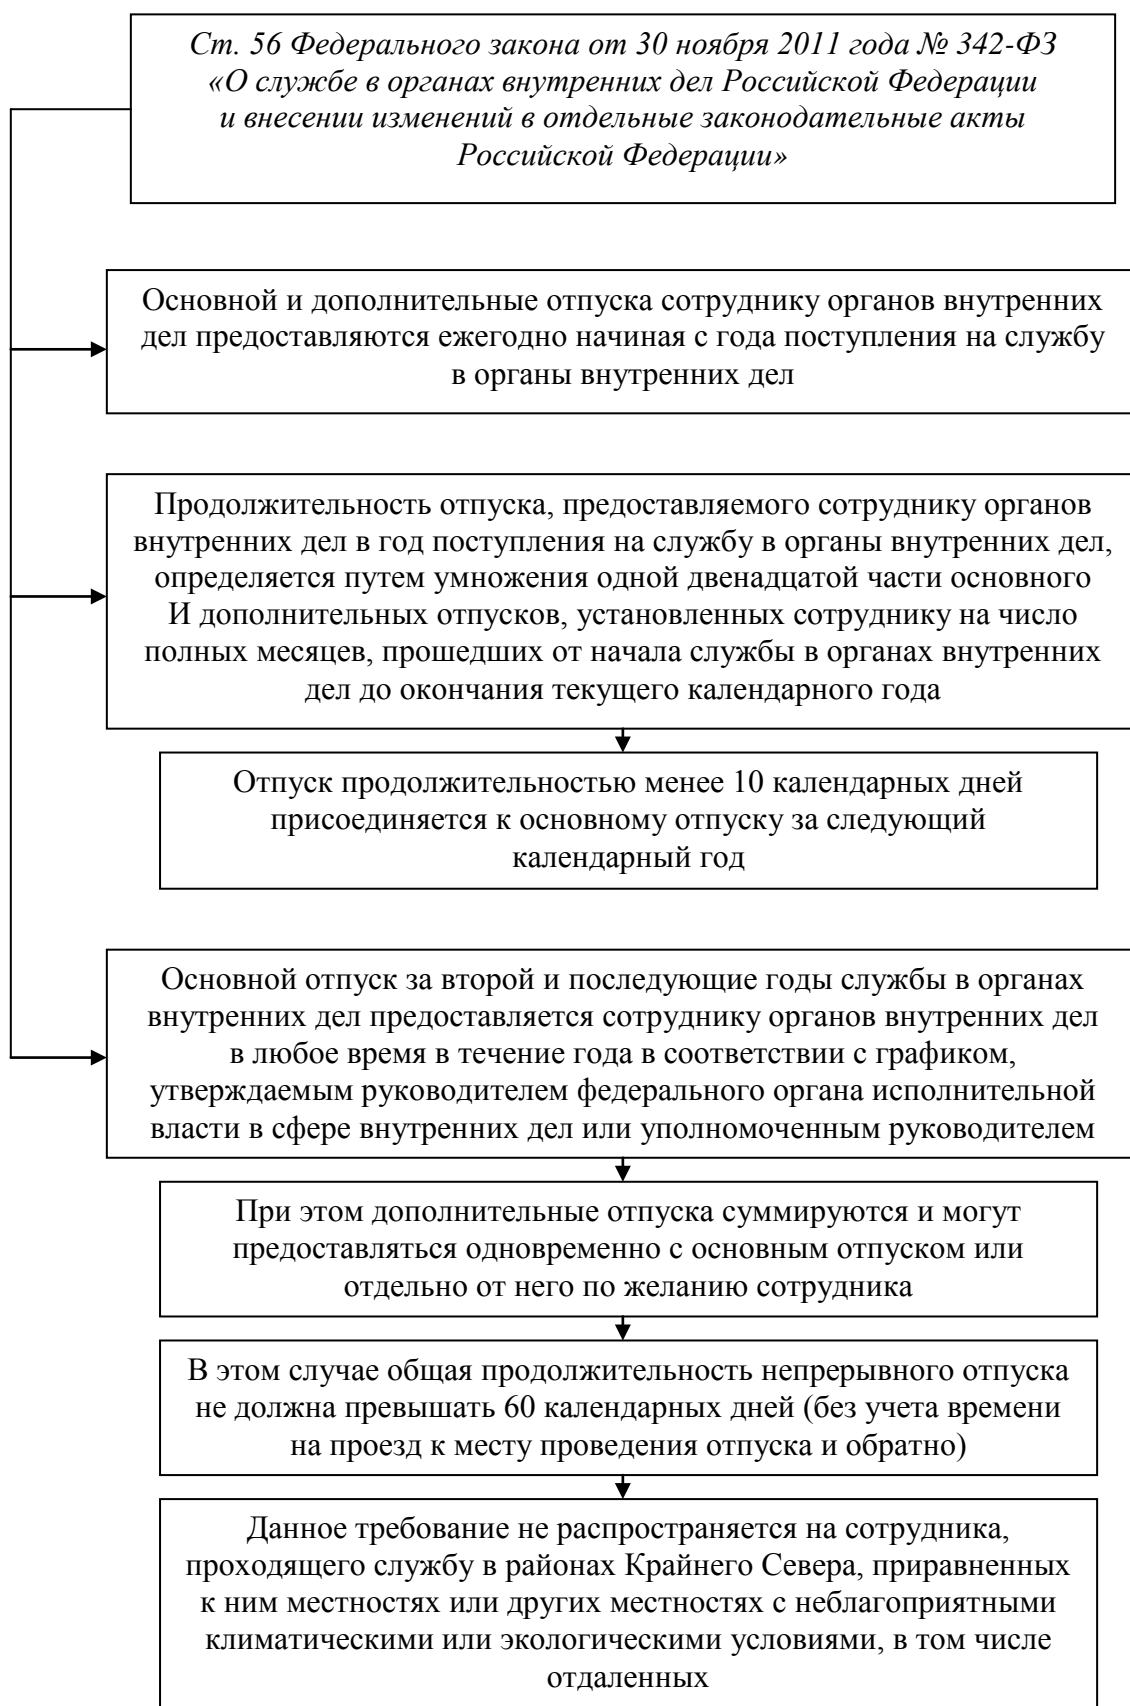 Ст. 56 Федерального закона от 30 ноября 2011 года № 342-ФЗ
«О службе в органах внутренних дел Российской Федерации
и внесении изменений в отдельные законодательные акты
Российской Федерации»
Основной и дополнительные отпуска сотруднику органов внутренних
дел предоставляются ежегодно начиная с года поступления на службу
в органы внутренних дел
Продолжительность отпуска, предоставляемого сотруднику органов
внутренних дел в год поступления на службу в органы внутренних дел,
определяется путем умножения одной двенадцатой части основного
И дополнительных отпусков, установленных сотруднику на число
полных месяцев, прошедших от начала службы в органах внутренних
дел до окончания текущего календарного года
Отпуск продолжительностью менее 10 календарных дней
присоединяется к основному отпуску за следующий
календарный год
Основной отпуск за второй и последующие годы службы в органах
внутренних дел предоставляется сотруднику органов внутренних дел
в любое время в течение года в соответствии с графиком,
утверждаемым руководителем федерального органа исполнительной
власти в сфере внутренних дел или уполномоченным руководителем
При этом дополнительные отпуска суммируются и могут
предоставляться одновременно с основным отпуском или
отдельно от него по желанию сотрудника
В этом случае общая продолжительность непрерывного отпуска
не должна превышать 60 календарных дней (без учета времени
на проезд к месту проведения отпуска и обратно)
Данное требование не распространяется на сотрудника,
проходящего службу в районах Крайнего Севера, приравненных
к ним местностях или других местностях с неблагоприятными
климатическими или экологическими условиями, в том числе
отдаленных